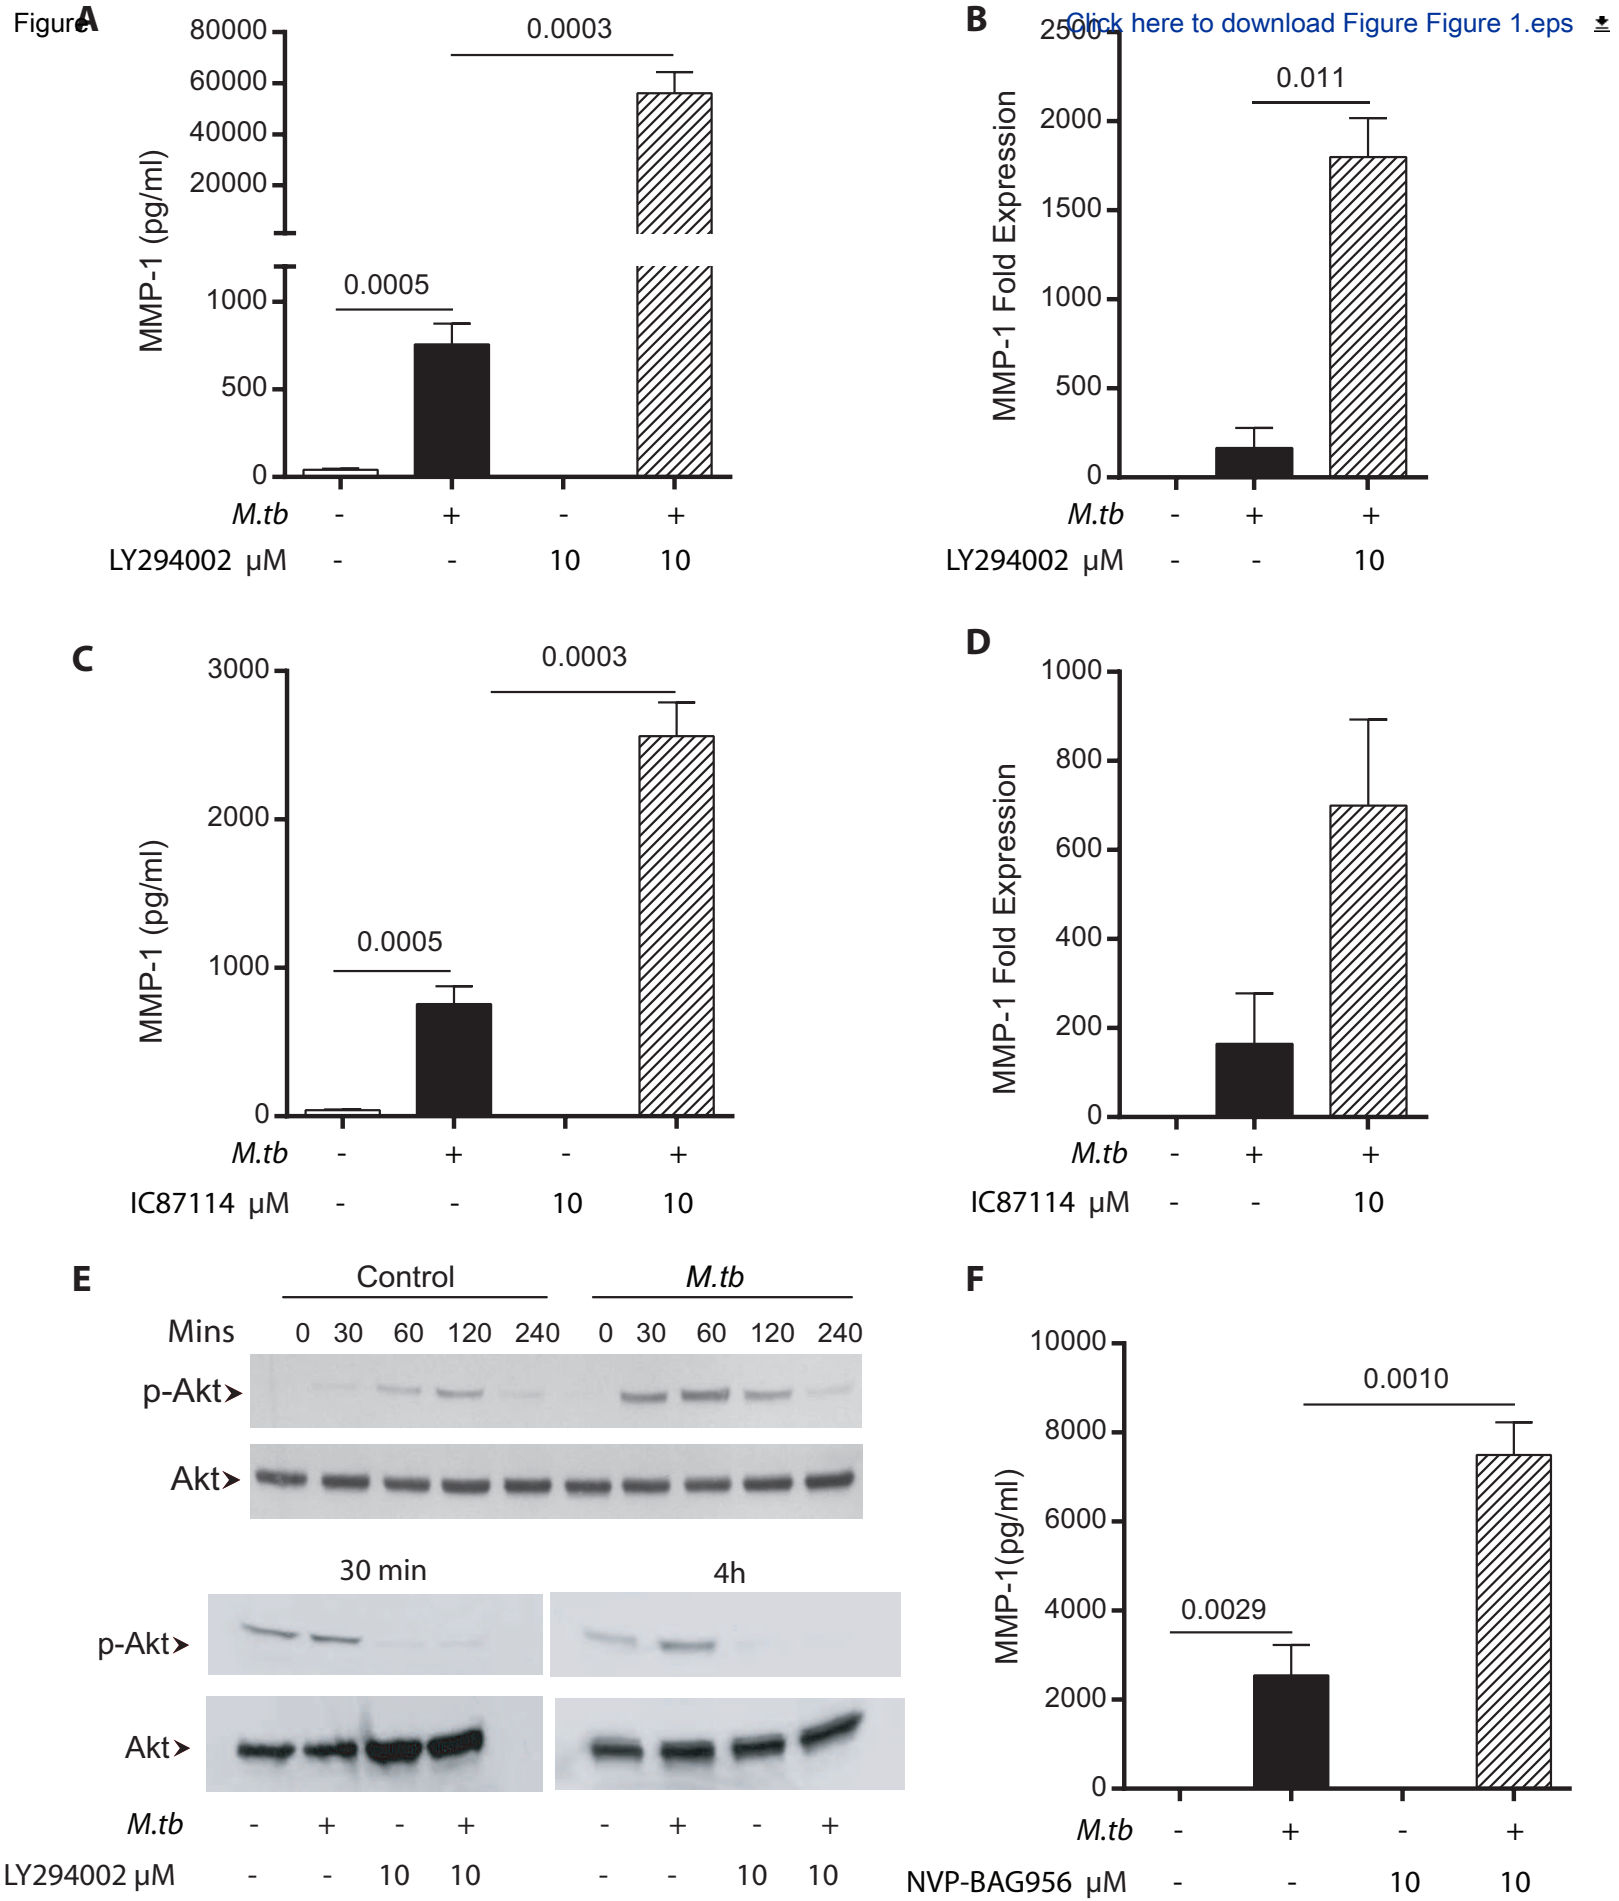 Figure
Click here to download Figure Figure 1.eps
A
MMP-1 (pg/ml)
80000
60000
40000
20000
1000
500
0
0.0003
0.0005
M.tb - + - +
LY294002 µM - - 10 10
B
MMP-1 Fold Expression
2500
2000
1500
1000
500
0
0.011
M.tb - + +
LY294002 µM - - 10
C
MMP-1 (pg/ml)
3000
2000
1000
0
0.0003
0.0005
M.tb - + - +
IC87114 µM - - 10 10
D
MMP-1 Fold Expression
1000
800
600
400
200
0
M.tb - + +
IC87114 µM - - 10
E
Control M.tb
Mins 0 30 60 120 240 0 30 60 120 240
p-Akt
Akt
30 min 4h
p-Akt
Akt
M.tb - + - + - + - +
LY294002 µM - - 10 10 - - 10 10
F
MMP-1(pg/ml)
10000
8000
6000
4000
2000
0
0.0010
0.0029
M.tb - + - +
NVP-BAG956 µM - - 10 10